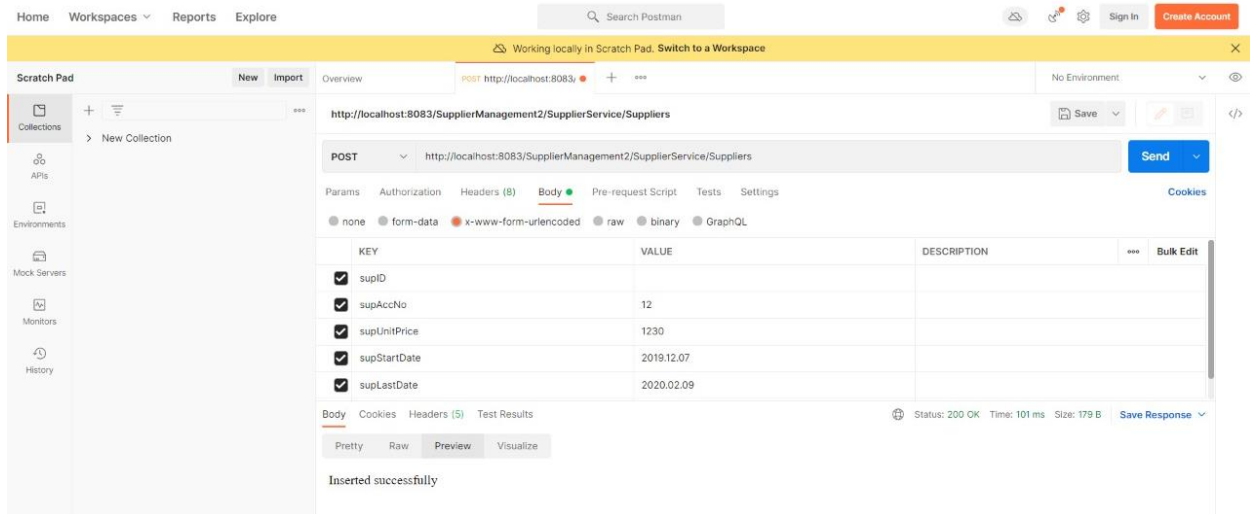 Home Workspaces Reports Explore Search Postman Sign In Create Account
Working locally in Scratch Pad. Switch to a Workspace
Scratch Pad New Import Overview POST http://localhost:8083/ No Environment
Collections
New Collection
http://localhost:8083/SupplierManagement2/SupplierService/Suppliers Save
POST http://localhost:8083/SupplierManagement2/SupplierService/Suppliers Send
APIs
Params Authorization Headers (8) Body Pre-request Script Tests Settings Cookies
Environments
none form-data x-www-form-urlencoded raw binary GraphQL
KEY VALUE DESCRIPTION Bulk Edit
Mock Servers
supID
supAccNo 12
Monitors
supUnitPrice 1230
supStartDate 2019.12.07
History
supLastDate 2020.02.09
Body Cookies Headers (5) Test Results Status: 200 OK Time: 101 ms Size: 179 B Save Response
Pretty Raw Preview Visualize
Inserted successfully